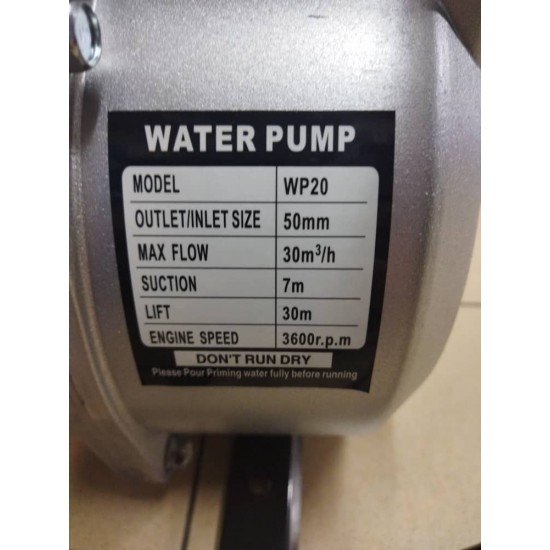 WATER PUMP
MODEL WP20
OUTLET/INLET SIZE 50mm
MAX FLOW 30m³/h
SUCTION 7m
LIFT 30m
ENGINE SPEED 3600r.p.m
DON'T RUN DRY
Please Pour Priming water fully before running